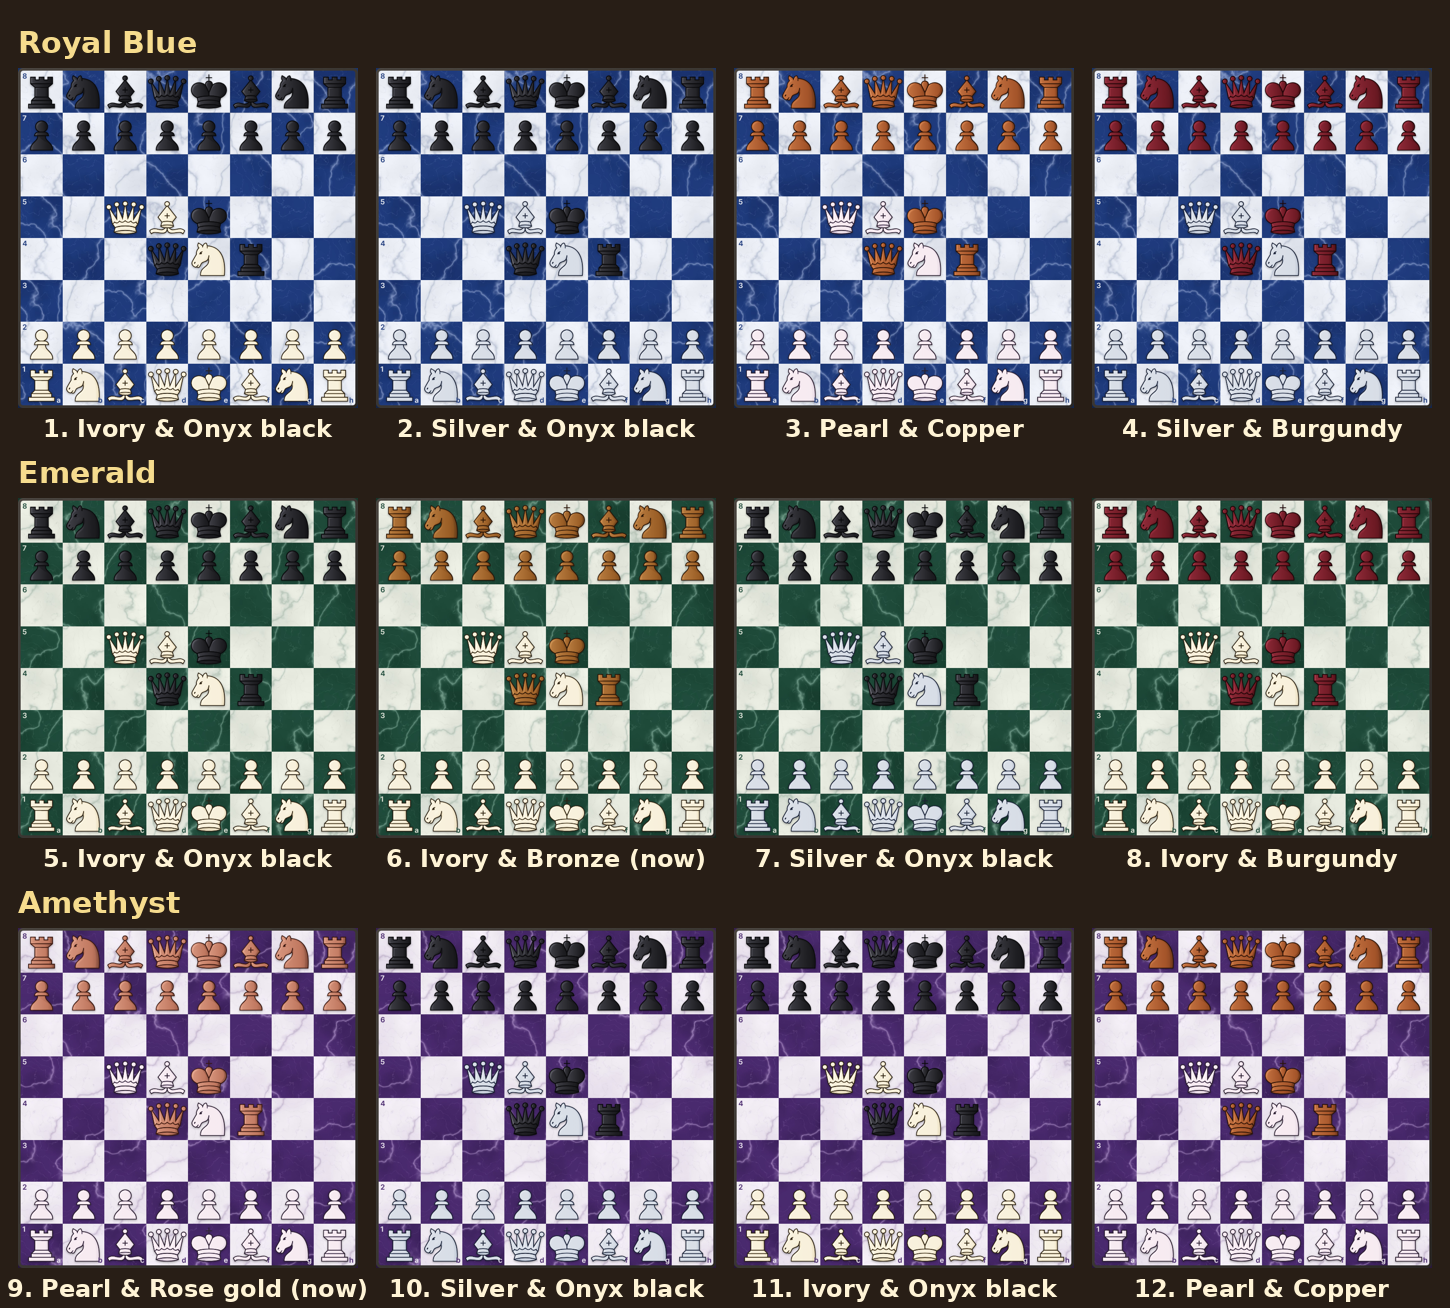 Royal Blue
1. Ivory & Onyx black
2. Silver & Onyx black
3. Pearl & Copper
4. Silver & Burgundy
Emerald
5. Ivory & Onyx black
6. Ivory & Bronze (now)
7. Silver & Onyx black
8. Ivory & Burgundy
Amethyst
9. Pearl & Rose gold (now)
10. Silver & Onyx black
11. Ivory & Onyx black
12. Pearl & Copper